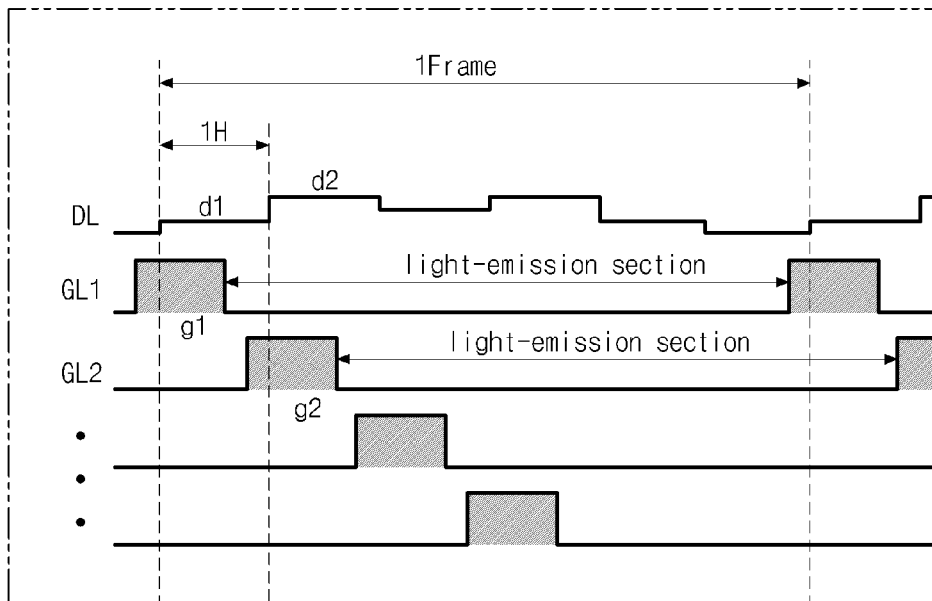 1Frame
1H
DL
d1
d2
GL1
light-emission section
g1
GL2
light-emission section
g2